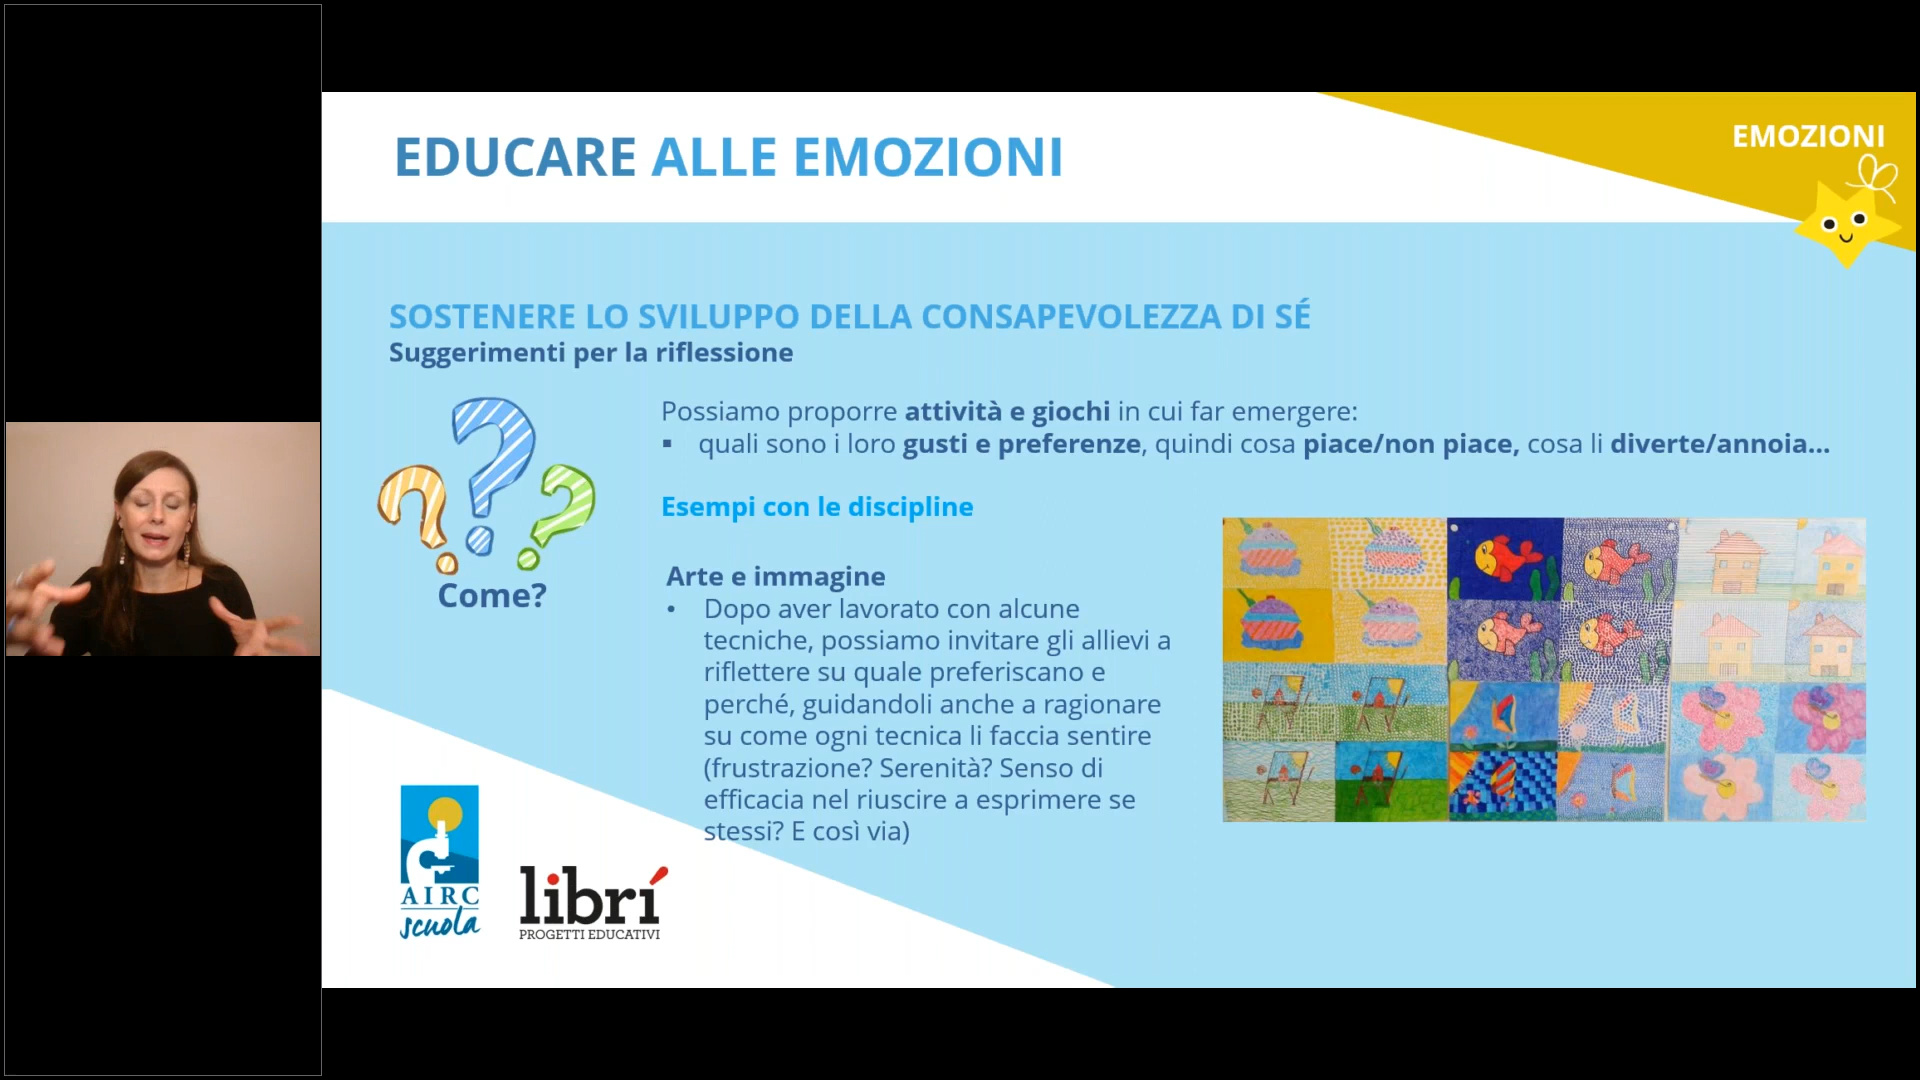 EDUCARE ALLE EMOZIONI
EMOZIONI
SOSTENERE LO SVILUPPO DELLA CONSAPEVOLEZZA DI SÉ
Suggerimenti per la riflessione
Possiamo proporre attività e giochi in cui far emergere:
▪ quali sono i loro gusti e preferenze, quindi cosa piace/non piace, cosa li diverte/annoia...
Come?
Esempi con le discipline
Arte e immagine
• Dopo aver lavorato con alcune
tecniche, possiamo invitare gli allievi a
riflettere su quale preferiscano e
perché, guidandoli anche a ragionare
su come ogni tecnica li faccia sentire
(frustrazione? Serenità? Senso di
efficacia nel riuscire a esprimere se
stessi? E così via)
AIRC
scuola
librí
PROGETTI EDUCATIVI